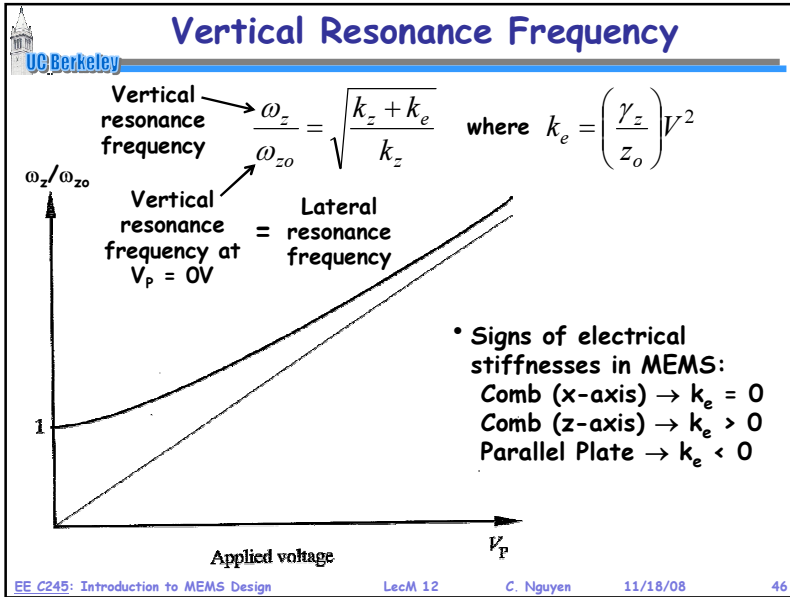 Vertical Resonance Frequency
UC Berkeley
Vertical
resonance
frequency
ω_z / ω_zo = √((k_z + k_e) / k_z) where k_e = (γ_z / z_o) V²
ω_z/ω_zo
Vertical
resonance
frequency at
V_P = 0V
=
Lateral
resonance
frequency
• Signs of electrical
stiffnesses in MEMS:
Comb (x-axis) → k_e = 0
Comb (z-axis) → k_e > 0
Parallel Plate → k_e < 0
1
Applied voltage
V_P
EE C245: Introduction to MEMS Design LecM 12 C. Nguyen 11/18/08 46